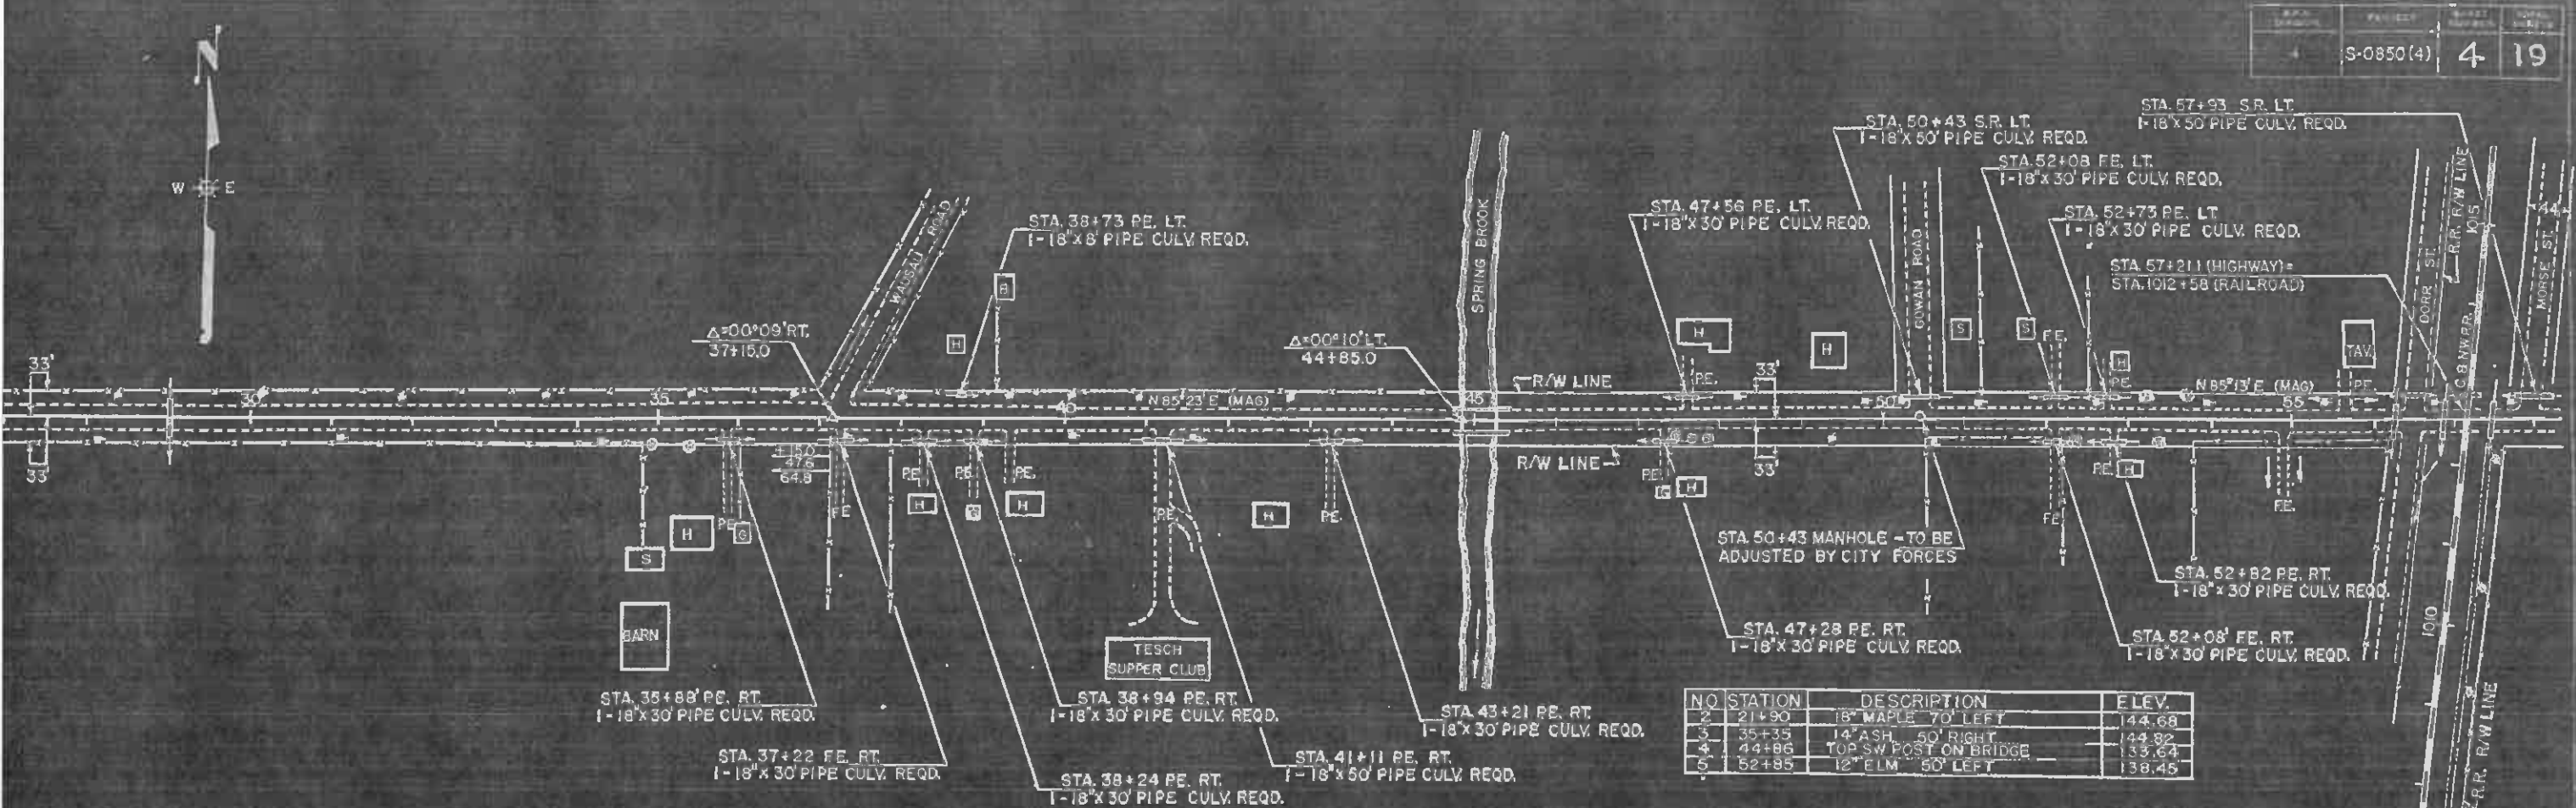 S-0850(4) 4 19
N
W E
STA. 57+93 S.R. LT.
1-18"X50' PIPE CULV. REQD.
STA. 50+43 S.R. LT.
1-18"X50' PIPE CULV. REQD.
STA. 52+08 F.E. LT.
1-18"X30' PIPE CULV. REQD.
STA. 47+56 P.E. LT.
1-18"X30' PIPE CULV. REQD.
STA. 52+73 P.E. LT.
1-18"X30' PIPE CULV. REQD.
STA. 38+73 P.E. LT.
1-18"X8' PIPE CULV. REQD.
STA. 57+21.1 (HIGHWAY)=
STA. 1012+58 (RAILROAD)
WAUSAU ROAD
SPRING BROOK
GOWAN ROAD
DORR ST.
R.R. R/W LINE
1015
MORSE ST.
44+
C.&N.W.R.R.
B
H
H
H
S
S
F.E.
H
TAV.
Δ=00°09' RT.
37+15.0
Δ=00°10' LT.
44+85.0
33'
R/W LINE
P.E.
33'
P.E.
P.E.
30
35
40
N 85°23' E (MAG)
45
50
N 85°13' E (MAG)
55
33'
+15.0
47.6
64.8
R/W LINE
33'
P.E.
G
H
S
F.E.
P.E.
H
P.E.
G
P.E.
H
P.E.
H
P.E.
P.E.
G
H
F.E.
P.E.
H
F.E.
BARN
TESCH
SUPPER CLUB
STA. 50+43 MANHOLE - TO BE
ADJUSTED BY CITY FORCES
STA. 52+82 P.E. RT.
1-18"X30' PIPE CULV. REQD.
STA. 47+28 P.E. RT.
1-18"X30' PIPE CULV. REQD.
STA. 52+08' F.E. RT.
1-18"X30' PIPE CULV. REQD.
1010
R.R. R/W LINE
STA. 35+88' P.E. RT.
1-18"X30' PIPE CULV. REQD.
STA. 38+94 P.E. RT.
1-18"X30' PIPE CULV. REQD.
STA. 43+21 P.E. RT.
1-18"X30' PIPE CULV. REQD.
STA. 37+22 F.E. RT.
1-18"X30' PIPE CULV. REQD.
STA. 41+11 P.E. RT.
1-18"X50' PIPE CULV. REQD.
STA. 38+24 P.E. RT.
1-18"X30' PIPE CULV. REQD.
NO STATION DESCRIPTION ELEV.
2 21+90 18" MAPLE 70' LEFT 144.68
3 35+35 14" ASH 50' RIGHT 144.82
4 44+86 TOP SW POST ON BRIDGE 133.64
5 52+85 12" ELM 50' LEFT 138.45